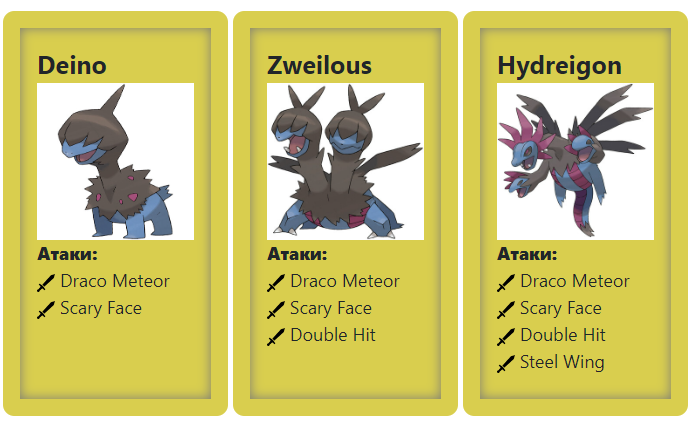 Deino
Атаки:
Draco Meteor
Scary Face
Zweilous
Атаки:
Draco Meteor
Scary Face
Double Hit
Hydreigon
Атаки:
Draco Meteor
Scary Face
Double Hit
Steel Wing